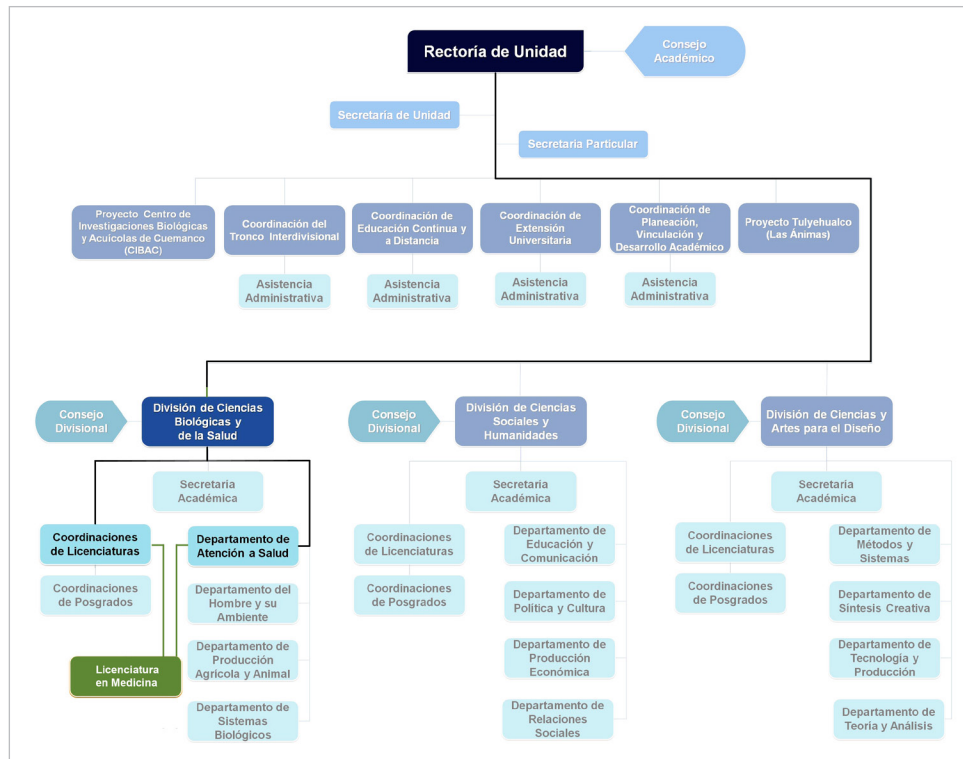 Rectoría de Unidad
Consejo
Académico
Secretaría de Unidad
Secretaría Particular
Proyecto Centro de
Investigaciones Biológicas
y Acuícolas de Cuemanco
(CIBAC)
Coordinación del
Tronco Interdivisional
Coordinación de
Educación Continua y
a Distancia
Coordinación de
Extensión
Universitaria
Coordinación de
Planeación,
Vinculación y
Desarrollo Académico
Proyecto Tulyehualco
(Las Ánimas)
Asistencia
Administrativa
Asistencia
Administrativa
Asistencia
Administrativa
Asistencia
Administrativa
Consejo
Divisional
División de Ciencias
Biológicas y
de la Salud
Consejo
Divisional
División de Ciencias
Sociales y
Humanidades
Consejo
Divisional
División de Ciencias y
Artes para el Diseño
Secretaria
Académica
Secretaria
Académica
Secretaria
Académica
Coordinaciones
de Licenciaturas
Departamento de
Atención a Salud
Coordinaciones
de Licenciaturas
Departamento de
Educación y
Comunicación
Coordinaciones
de Licenciaturas
Departamento de
Métodos y
Sistemas
Coordinaciones
de Posgrados
Departamento del
Hombre y su
Ambiente
Coordinaciones
de Posgrados
Departamento de
Política y Cultura
Coordinaciones
de Posgrados
Departamento de
Síntesis Creativa
Licenciatura
en Medicina
Departamento de
Producción
Agrícola y Animal
Departamento de
Producción
Económica
Departamento de
Tecnología y
Producción
Departamento de
Sistemas
Biológicos
Departamento de
Relaciones
Sociales
Departamento de
Teoría y Análisis